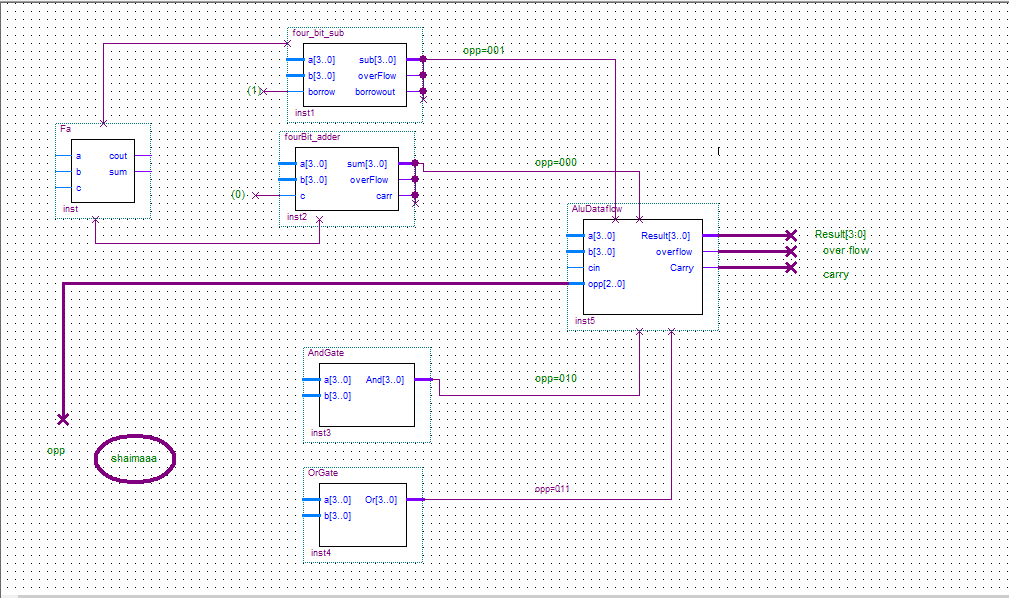 four_bit_sub
opp=001
a[3..0] sub[3..0]
b[3..0] overFlow
(1) borrow borrowout
inst1
Fa
a cout
b sum
c
inst
fourBit_adder
opp=000
a[3..0] sum[3..0]
b[3..0] overFlow
(0) c carr
inst2
AluDataflow
a[3..0] Result[3..0]
b[3..0] overflow
cin Carry
opp[2..0]
inst5
Result[3:0]
over flow
carry
AndGate
a[3..0] And[3..0]
b[3..0]
inst3
opp=010
opp
shaimaaa
OrGate
a[3..0] Or[3..0]
b[3..0]
inst4
opp=011